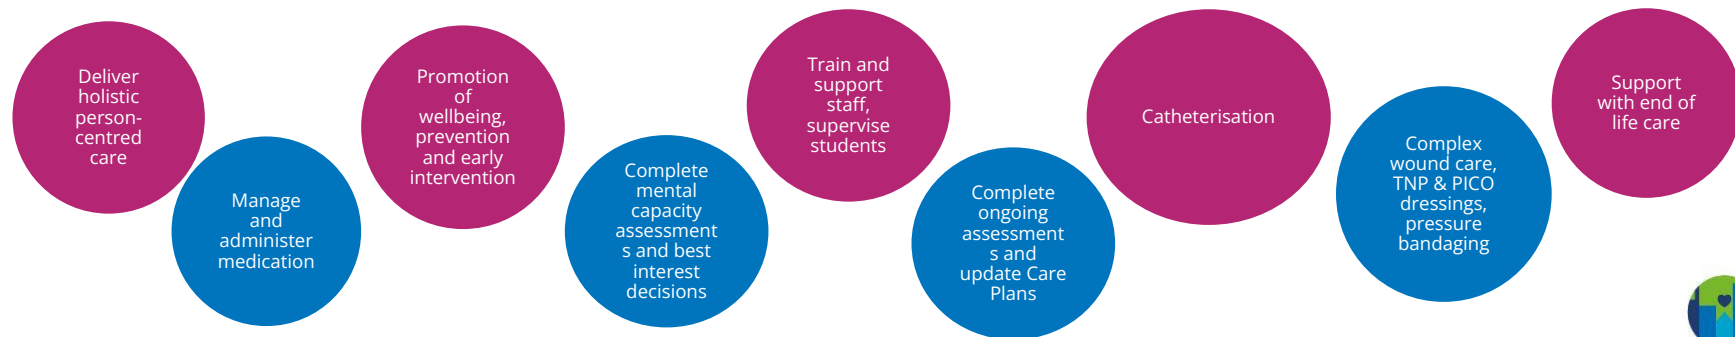 Deliver
holistic
person-
centred
care
Manage
and
administer
medication
Promotion
of
wellbeing,
prevention
and early
intervention
Complete
mental
capacity
assessment
s and best
interest
decisions
Train and
support
staff,
supervise
students
Complete
ongoing
assessment
s and
update Care
Plans
Catheterisation
Complex
wound care,
TNP & PICO
dressings,
pressure
bandaging
Support
with end of
life care